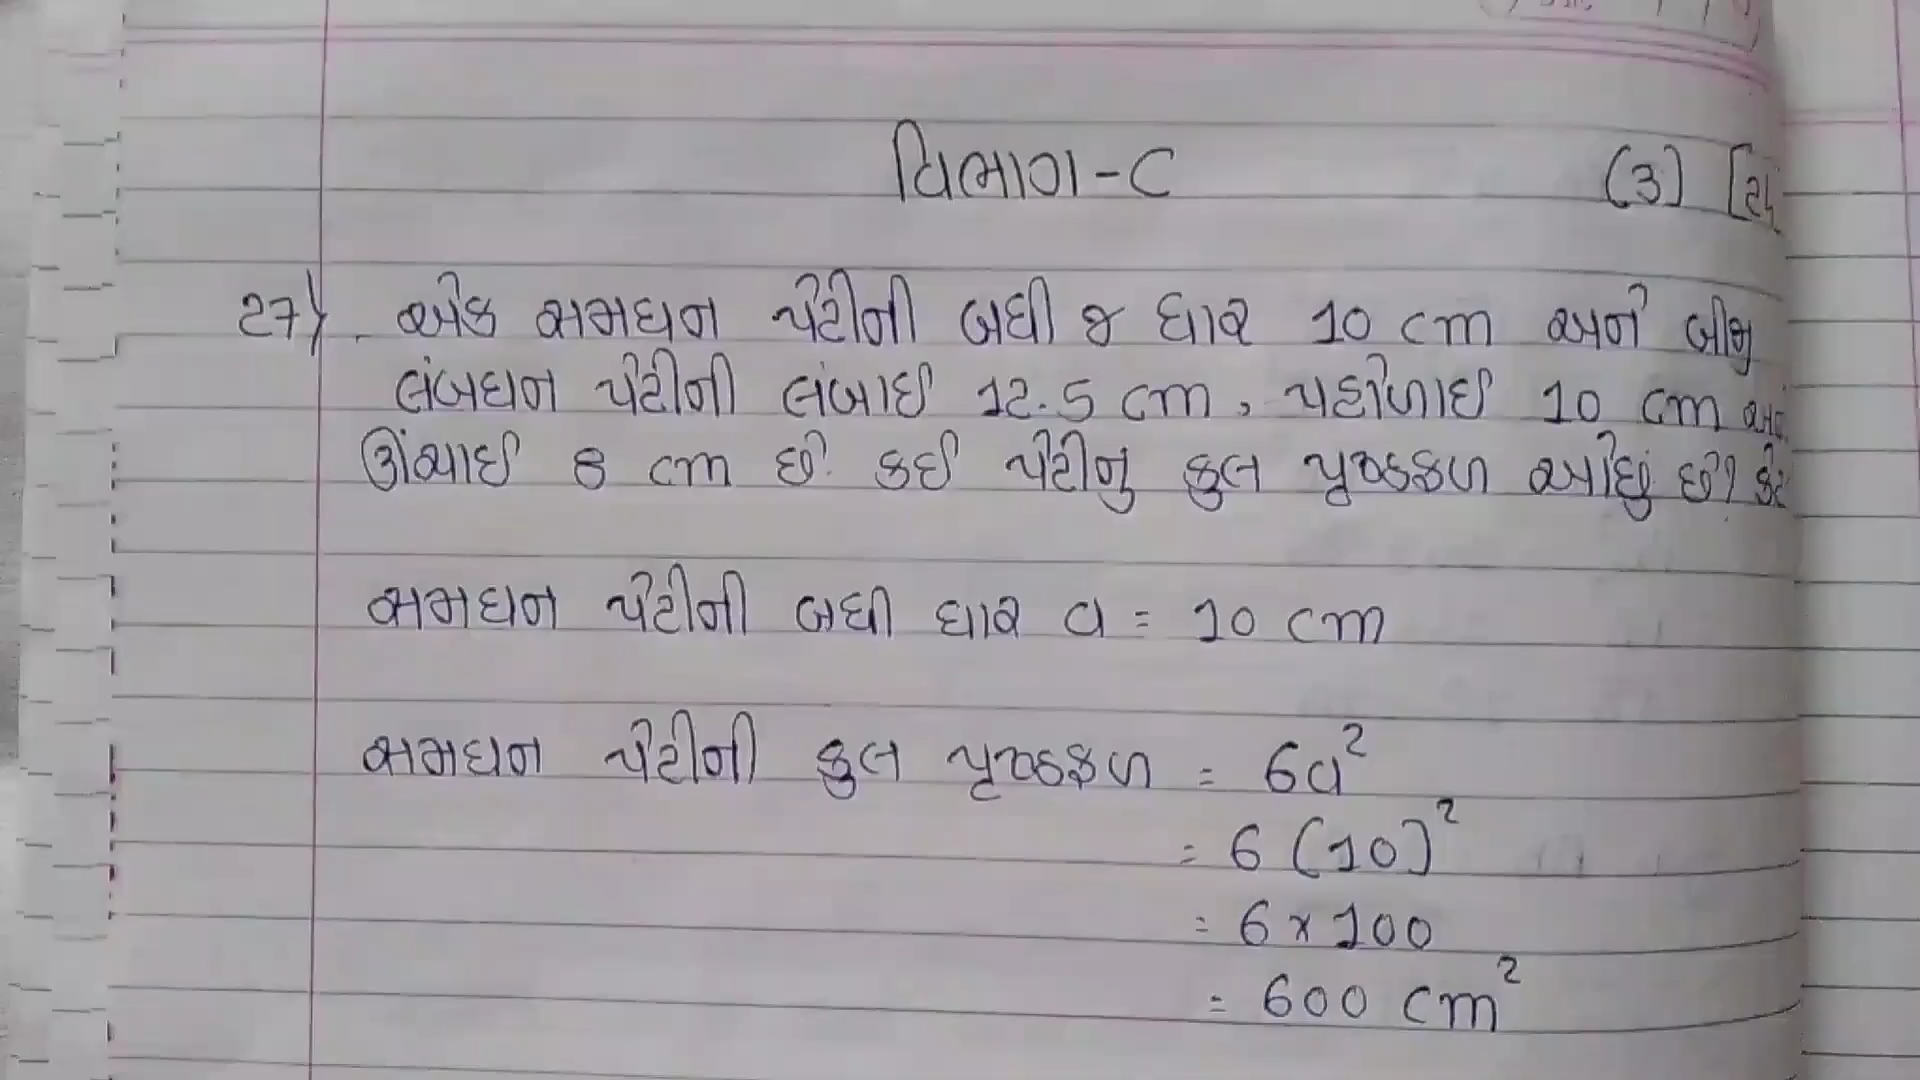 વિભાગ-C (3)
27) એક સમઘન પેટીની બધી જ ધાર 10 cm અને બીજી
લંબઘન પેટીની લંબાઈ 12.5 cm, પહોળાઈ 10 cm
ઊંચાઈ 8 cm છે. કઈ પેટીનુ કુલ પૃષ્ઠફળ ઓછું છે?
સમઘન પેટીની બધી ધાર a = 10 cm
સમઘન પેટીની કુલ પૃષ્ઠફળ = 6a²
= 6 (10)²
= 6 x 100
= 600 cm²